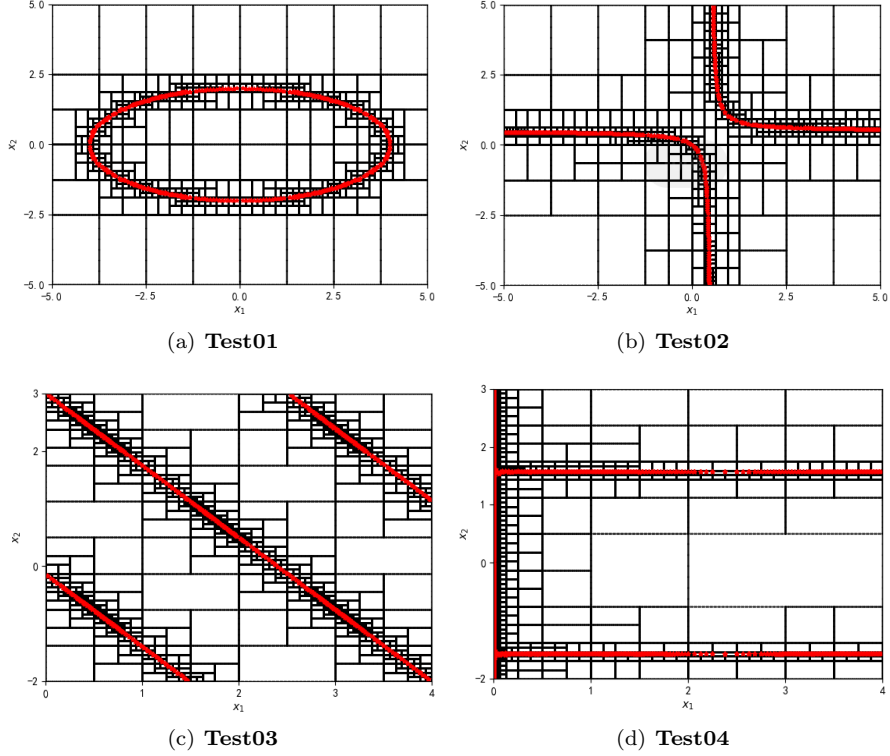 5.0 5.0
2.5 2.5
x₂ 0.0 x₂ 0.0
−2.5 −2.5
−5.0 −5.0
−5.0 −2.5 0.0 2.5 5.0 −5.0 −2.5 0.0 2.5 5.0
x₁ x₁
(a) Test01 (b) Test02
3 3
2 2
1 1
x₂ 0 x₂ 0
−1 −1
−2 −2
0 1 2 3 4 0 1 2 3 4
x₁ x₁
(c) Test03 (d) Test04